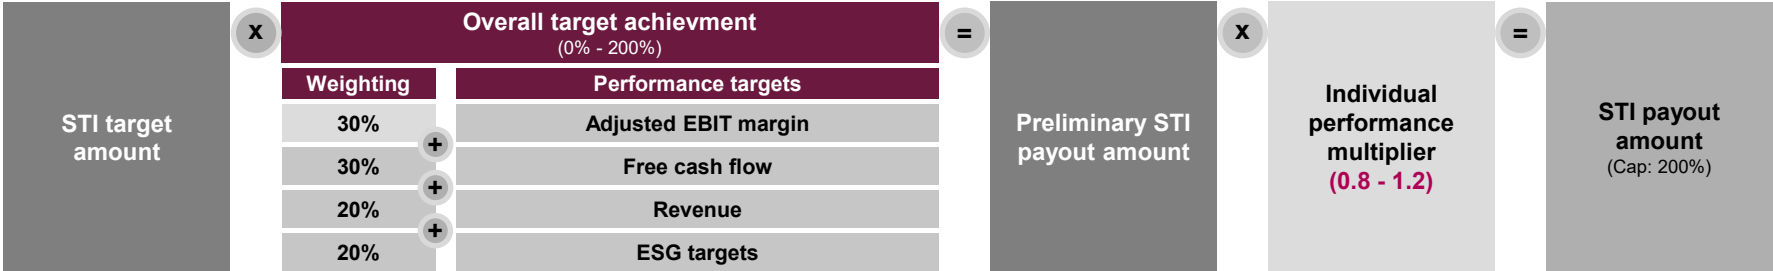 STI target
amount
x
Overall target achievment
(0% - 200%)
Weighting
Performance targets
30%
Adjusted EBIT margin
+
30%
Free cash flow
+
20%
Revenue
+
20%
ESG targets
=
Preliminary STI
payout amount
x
Individual
performance
multiplier
(0.8 - 1.2)
=
STI payout
amount
(Cap: 200%)